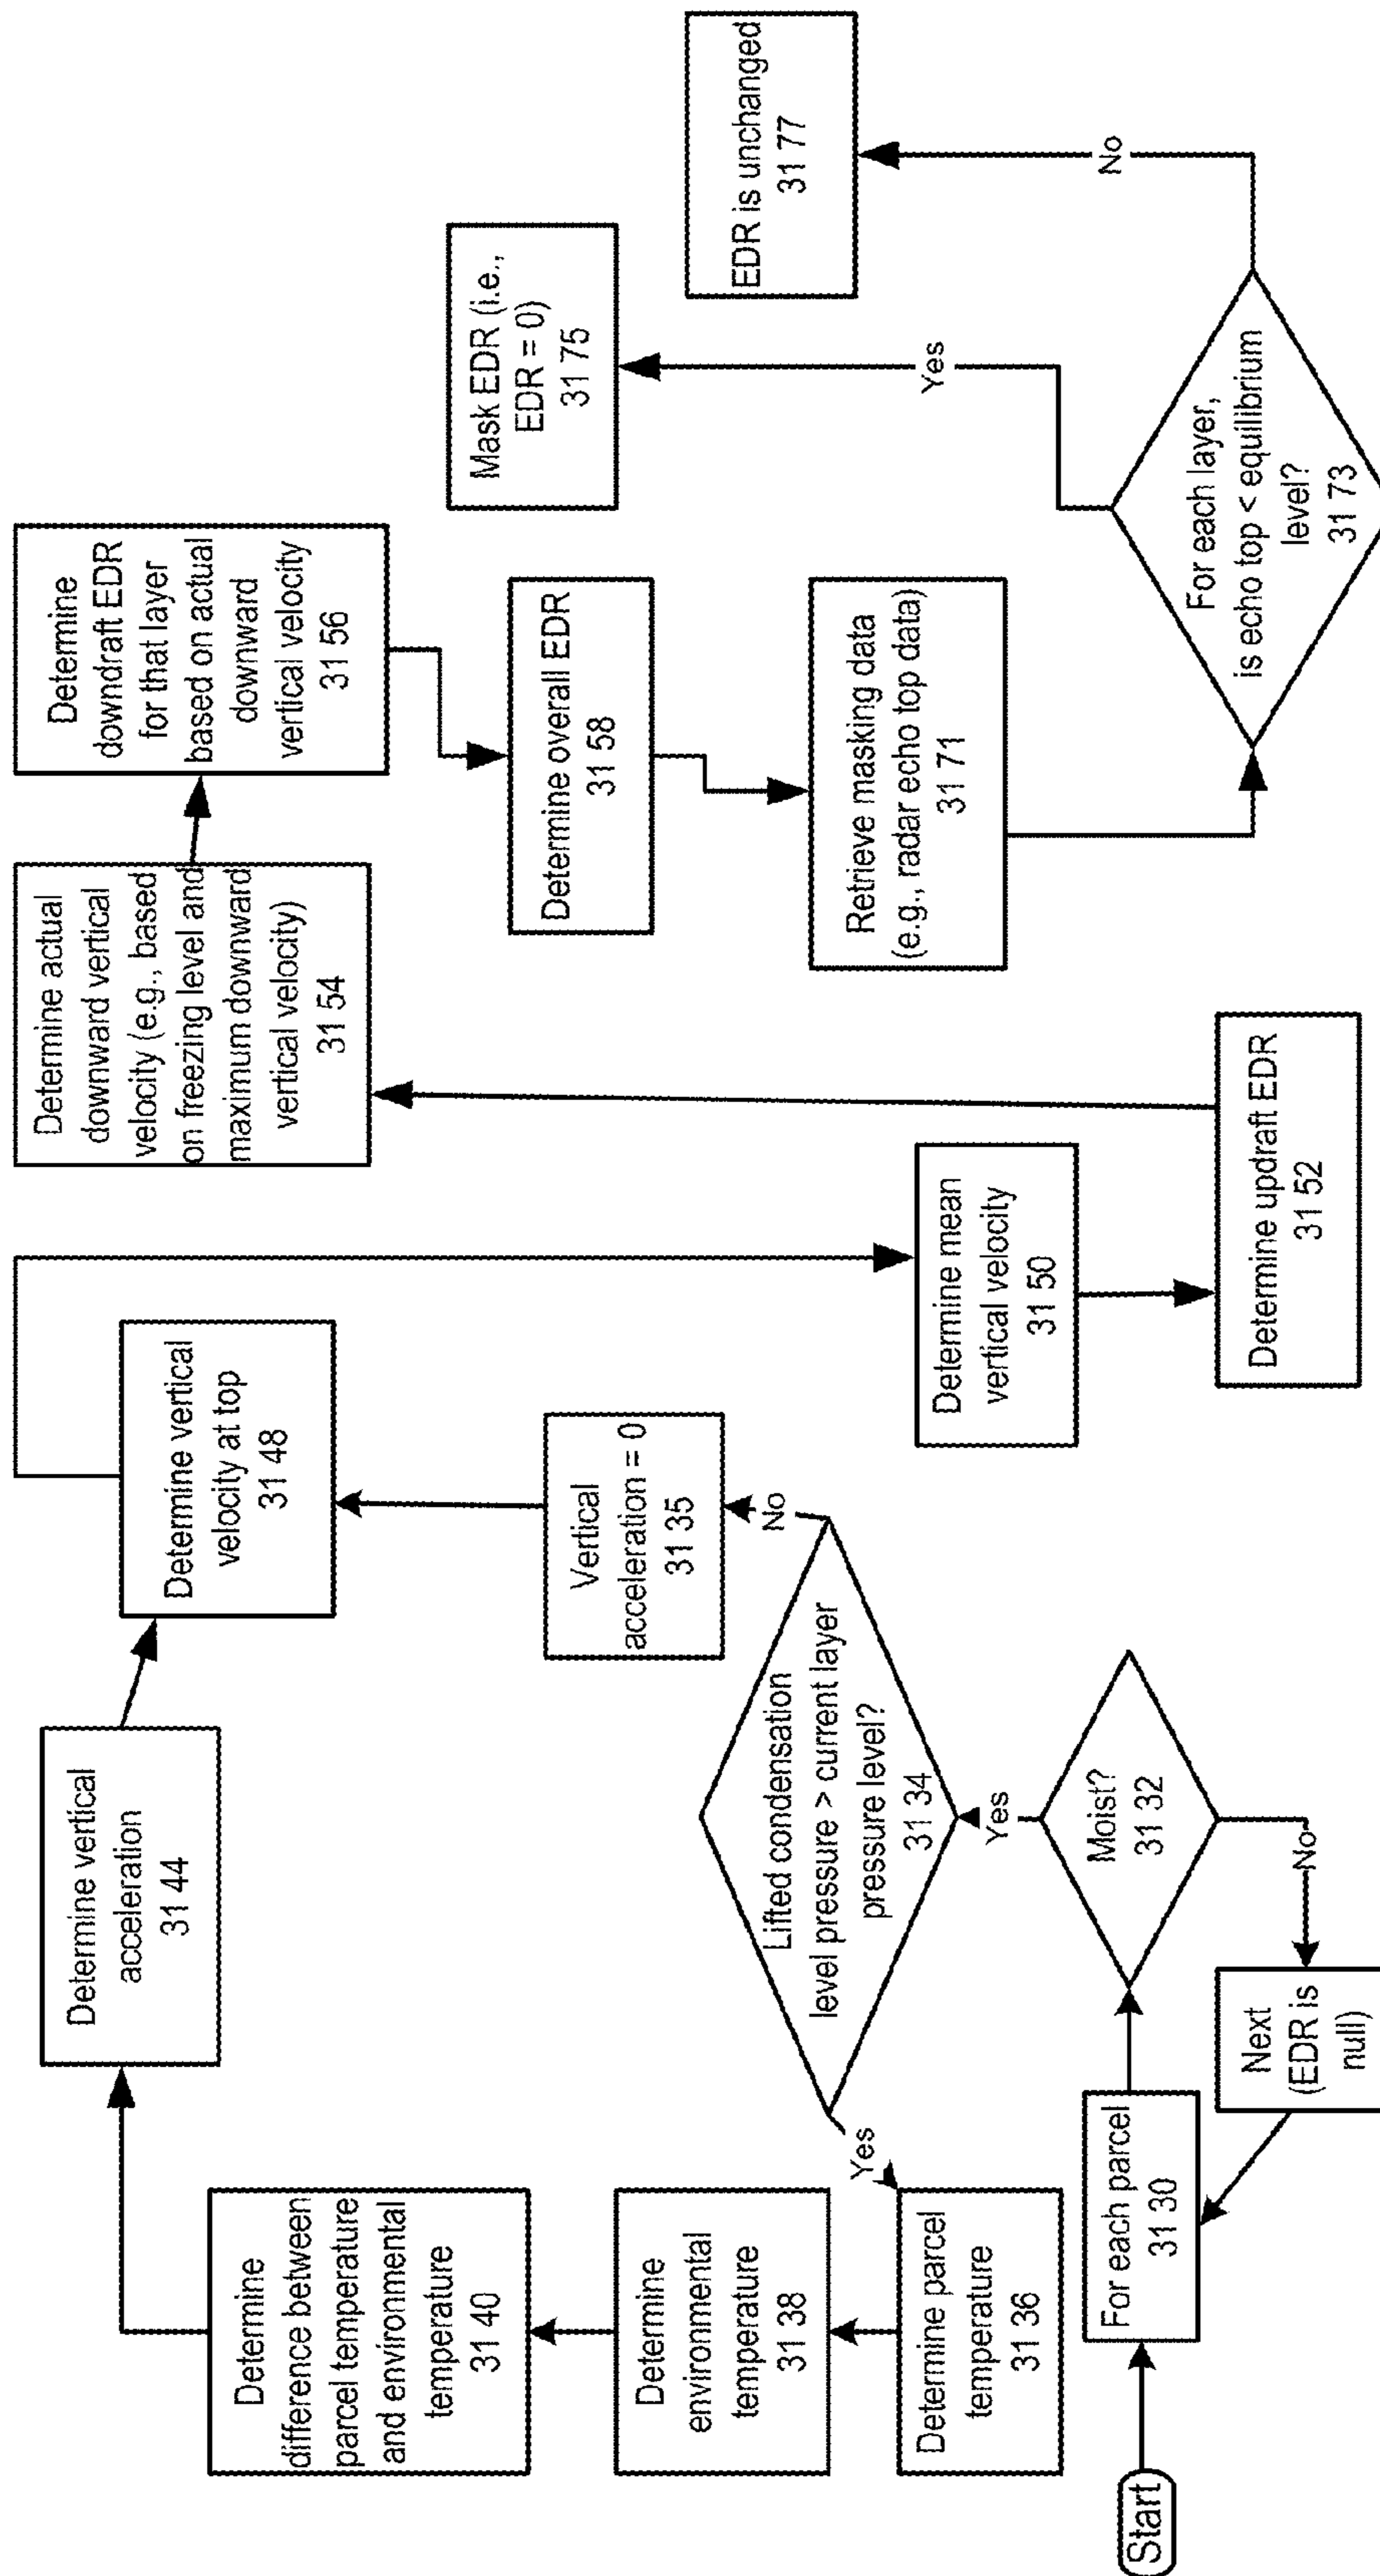 Start
For each parcel
31 30
Moist?
31 32
No
Next
(EDR is
null)
Yes
Lifted condensation
level pressure > current layer
pressure level?
31 34
Yes
Determine parcel
temperature
31 36
Determine
environmental
temperature
31 38
Determine
difference between
parcel temperature
and environmental
temperature
31 40
Determine vertical
acceleration
31 44
No
Vertical
acceleration = 0
31 35
Determine vertical
velocity at top
31 48
Determine mean
vertical velocity
31 50
Determine updraft EDR
31 52
Determine actual
downward vertical
velocity (e.g., based
on freezing level and
maximum downward
vertical velocity)
31 54
Determine
downdraft EDR
for that layer
based on actual
downward
vertical velocity
31 56
Determine overall EDR
31 58
Retrieve masking data
(e.g., radar echo top data)
31 71
For each layer,
is echo top < equilibrium
level?
31 73
Yes
Mask EDR (i.e.,
EDR = 0)
31 75
No
EDR is unchanged
31 77